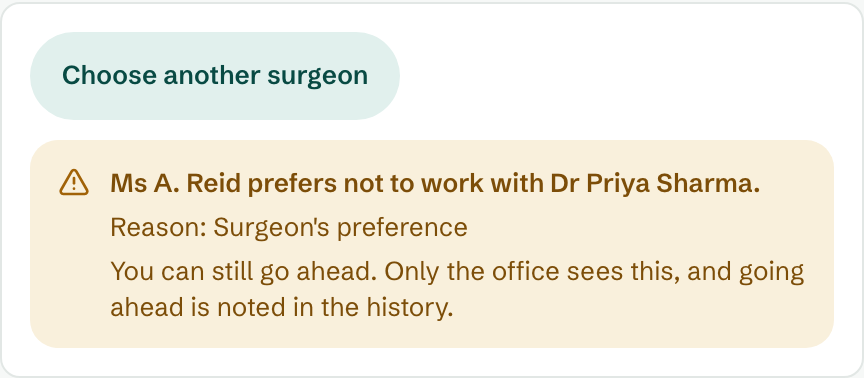 Choose another surgeon
Ms A. Reid prefers not to work with Dr Priya Sharma.
Reason: Surgeon's preference
You can still go ahead. Only the office sees this, and going
ahead is noted in the history.